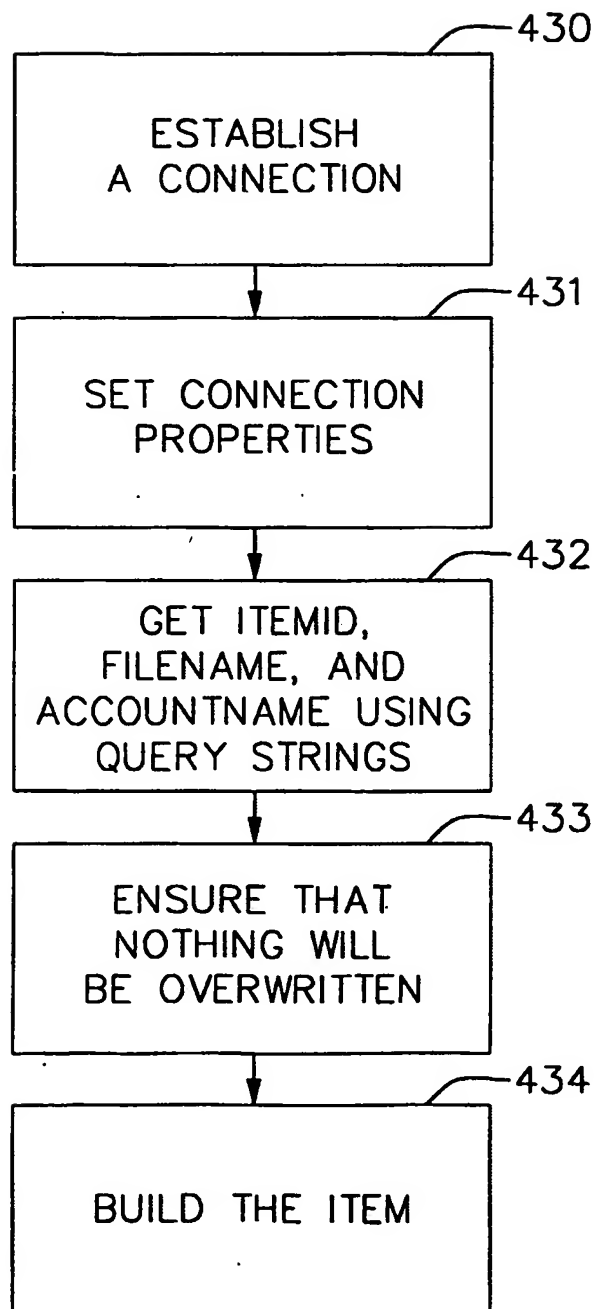 430
ESTABLISH
A CONNECTION
431
SET CONNECTION
PROPERTIES
432
GET ITEMID,
FILENAME, AND
ACCOUNTNAME USING
QUERY STRINGS
433
ENSURE THAT
NOTHING WILL
BE OVERWRITTEN
434
BUILD THE ITEM